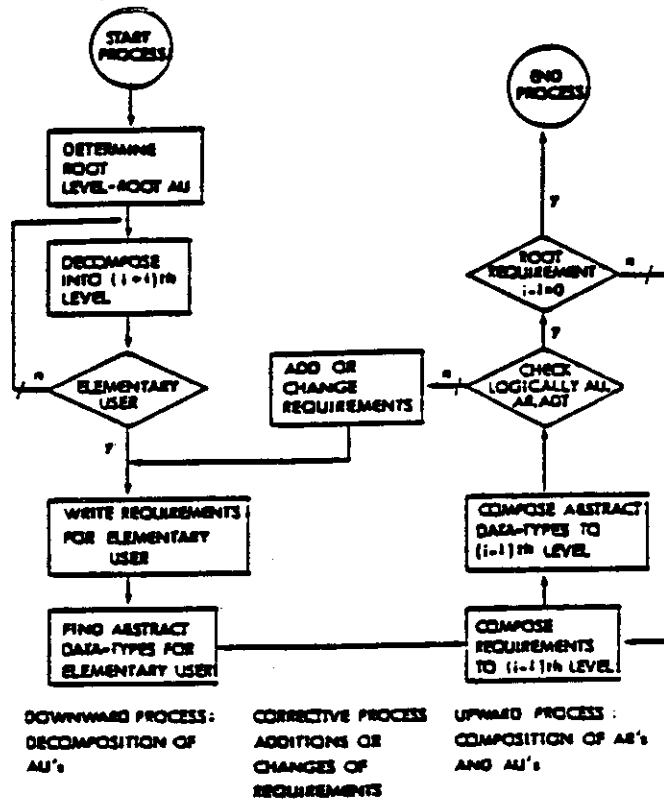 START
PROCESS
DETERMINE
ROOT
LEVEL-ROOT AU
DECOMPOSE
INTO (i+1)th
LEVEL
n
ELEMENTARY
USER
y
WRITE REQUIREMENTS
FOR ELEMENTARY
USER
FIND ABSTRACT
DATA-TYPES FOR
ELEMENTARY USER
DOWNWARD PROCESS:
DECOMPOSITION OF
AU's
ADD OR
CHANGE
REQUIREMENTS
CORRECTIVE PROCESS
ADDITIONS OR
CHANGES OF
REQUIREMENTS
END
PROCESS
y
ROOT
REQUIREMENT
i-1=0
n
y
CHECK
LOGICALLY AU,
AR, ADT
n
COMPOSE ABSTRACT
DATA-TYPES TO
(i-1)th LEVEL
COMPOSE
REQUIREMENTS
TO (i-1)th LEVEL
UPWARD PROCESS:
COMPOSITION OF AR's
AND AU's